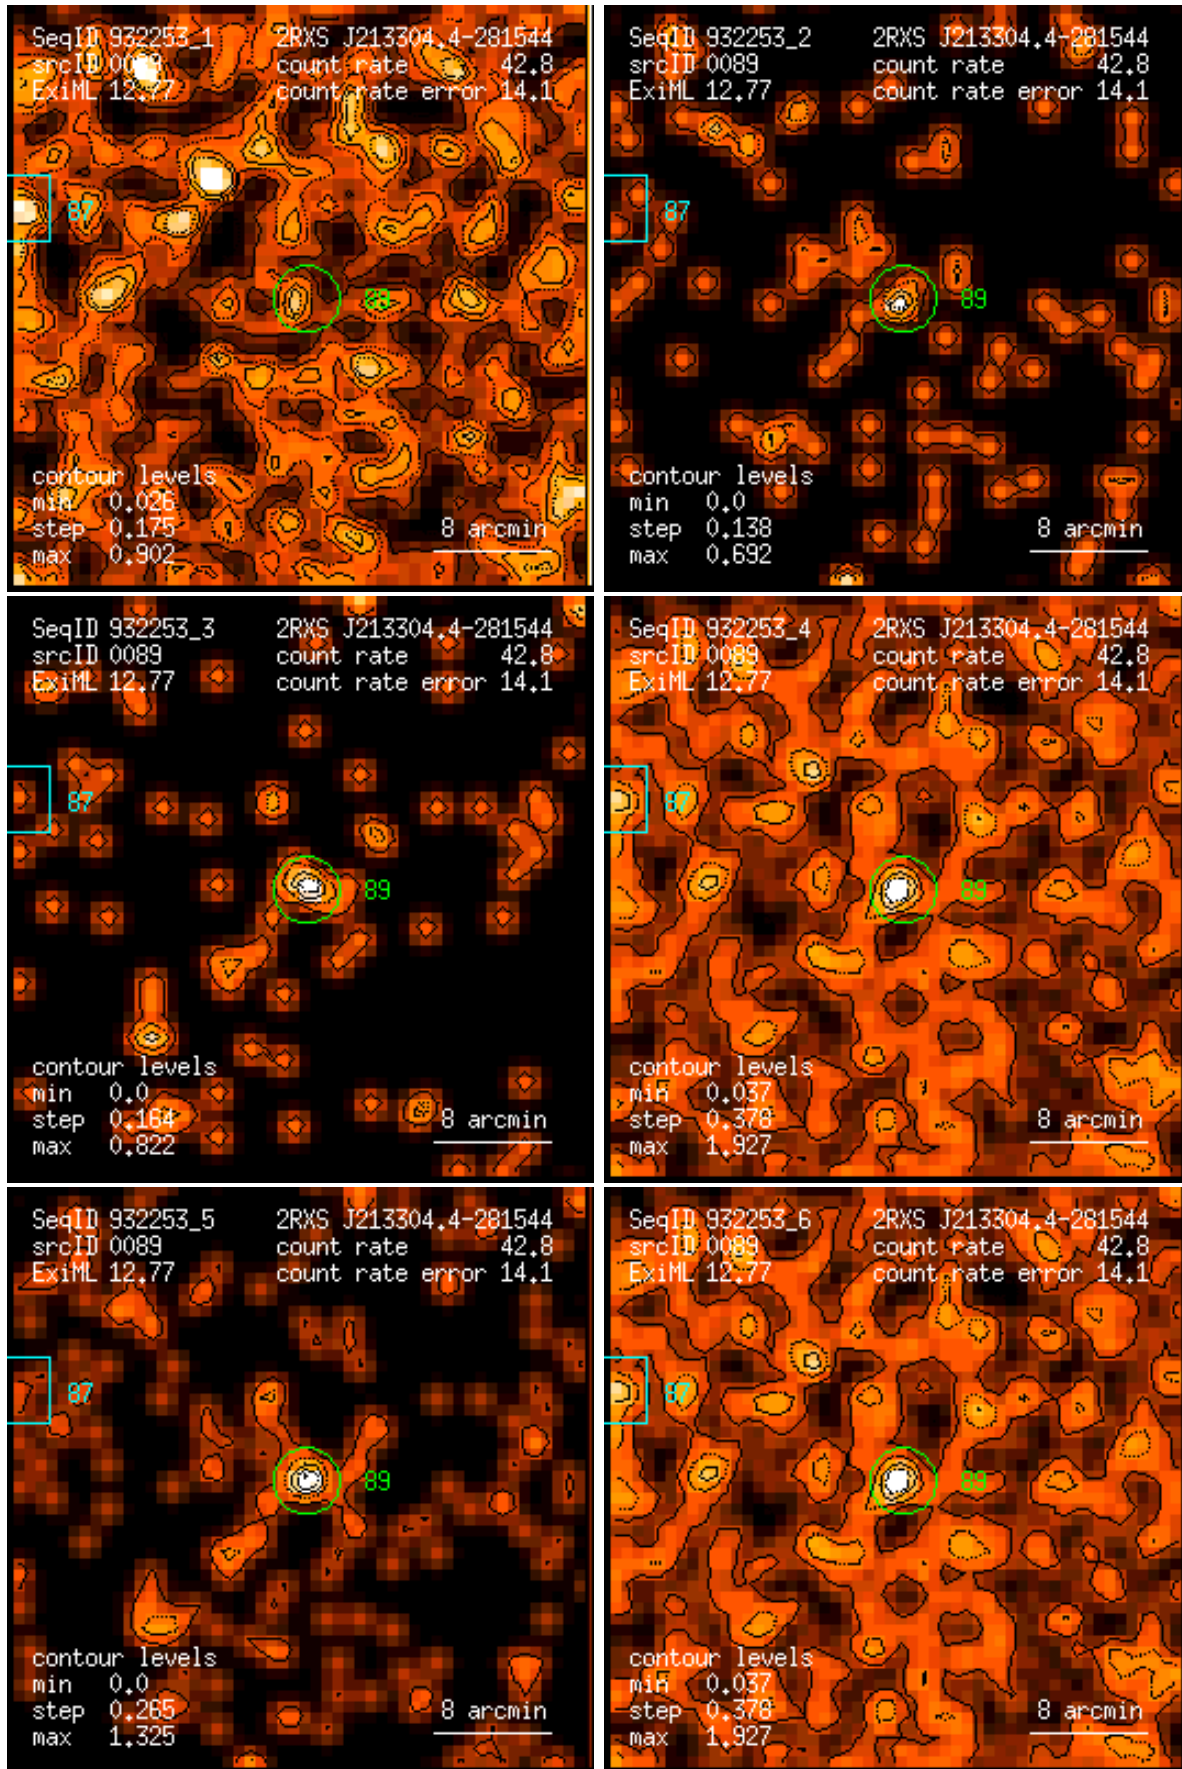 SeqID 932253_1 2RXS J213304.4-281544
srcID 0089 count rate 42.8
ExiML 12.77 count rate error 14.1
87
89
contour levels
min 0.026
step 0.175
max 0.902
8 arcmin
SeqID 932253_2 2RXS J213304.4-281544
srcID 0089 count rate 42.8
ExiML 12.77 count rate error 14.1
87
89
contour levels
min 0.0
step 0.138
max 0.692
8 arcmin
SeqID 932253_3 2RXS J213304.4-281544
srcID 0089 count rate 42.8
ExiML 12.77 count rate error 14.1
87
89
contour levels
min 0.0
step 0.164
max 0.822
8 arcmin
SeqID 932253_4 2RXS J213304.4-281544
srcID 0089 count rate 42.8
ExiML 12.77 count rate error 14.1
87
89
contour levels
min 0.037
step 0.378
max 1.927
8 arcmin
SeqID 932253_5 2RXS J213304.4-281544
srcID 0089 count rate 42.8
ExiML 12.77 count rate error 14.1
87
89
contour levels
min 0.0
step 0.265
max 1.325
8 arcmin
SeqID 932253_6 2RXS J213304.4-281544
srcID 0089 count rate 42.8
ExiML 12.77 count rate error 14.1
87
89
contour levels
min 0.037
step 0.378
max 1.927
8 arcmin